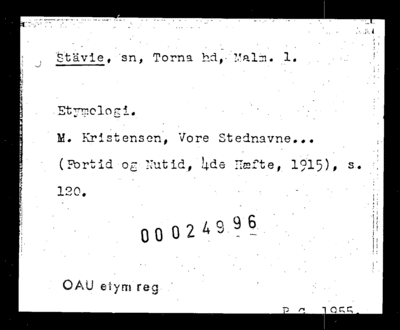 Stävie, sn, Torna hd, Malm. l.
Etymologi.
M. Kristensen, Vore Stednavne...
(Fortid og Nutid, 4de Hæfte, 1915), s.
120.
00024996
OAU etym reg
P.G. 1955.